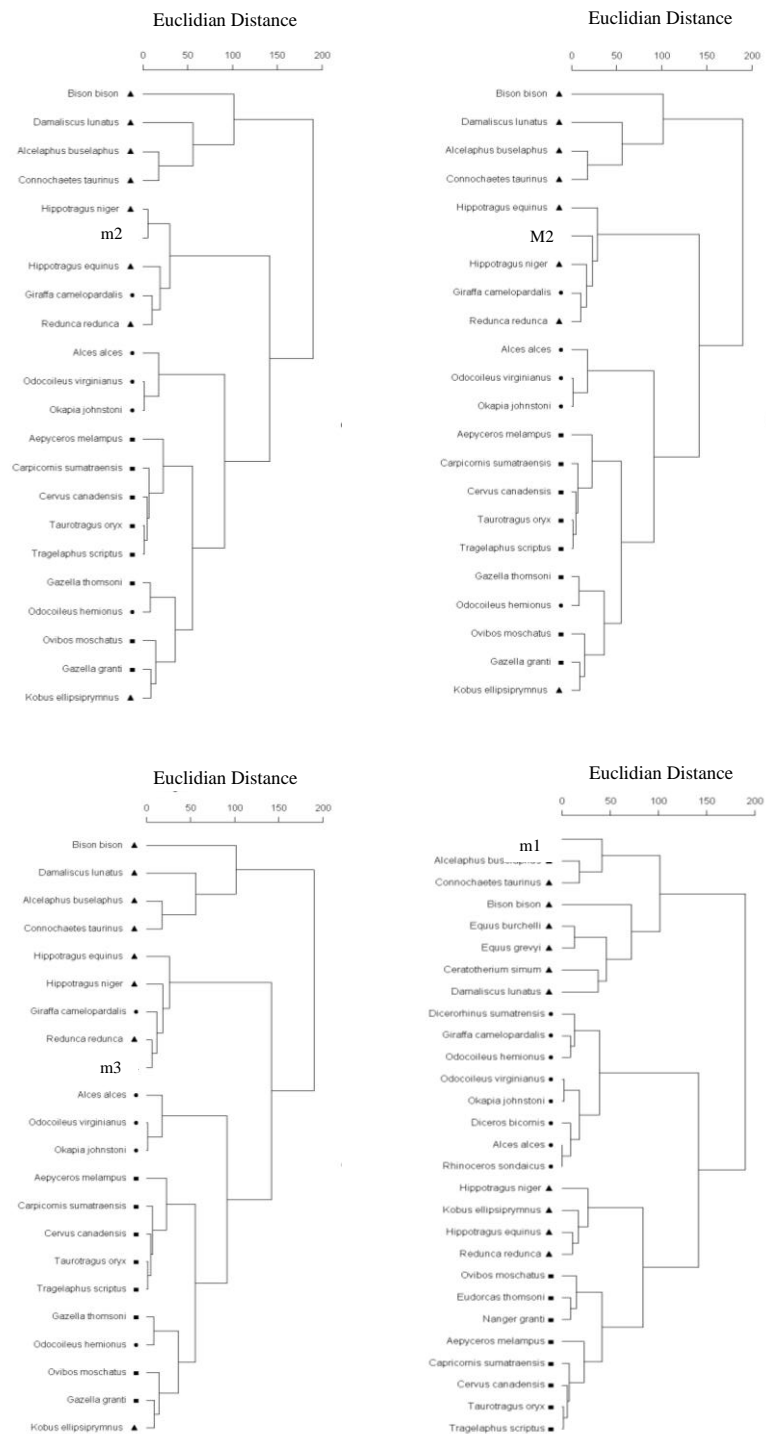 Euclidian Distance
0 50 100 150 200
Bison bison
Damaliscus lunatus
Alcelaphus buselaphus
Connochaetes taurinus
Hippotragus niger
m2
Hippotragus equinus
Giraffa camelopardalis
Redunca redunca
Alces alces
Odocoileus virginianus
Okapia johnstoni
Aepyceros melampus
Carpicornis sumatraensis
Cervus canadensis
Taurotragus oryx
Tragelaphus scriptus
Gazella thomsoni
Odocoileus hemionus
Ovibos moschatus
Gazella granti
Kobus ellipsiprymnus
Euclidian Distance
0 50 100 150 200
Bison bison
Damaliscus lunatus
Alcelaphus buselaphus
Connochaetes taurinus
Hippotragus equinus
M2
Hippotragus niger
Giraffa camelopardalis
Redunca redunca
Alces alces
Odocoileus virginianus
Okapia johnstoni
Aepyceros melampus
Carpicornis sumatraensis
Cervus canadensis
Taurotragus oryx
Tragelaphus scriptus
Gazella thomsoni
Odocoileus hemionus
Ovibos moschatus
Gazella granti
Kobus ellipsiprymnus
Euclidian Distance
0 50 100 150 200
Bison bison
Damaliscus lunatus
Alcelaphus buselaphus
Connochaetes taurinus
Hippotragus equinus
Hippotragus niger
Giraffa camelopardalis
Redunca redunca
m3
Alces alces
Odocoileus virginianus
Okapia johnstoni
Aepyceros melampus
Carpicornis sumatraensis
Cervus canadensis
Taurotragus oryx
Tragelaphus scriptus
Gazella thomsoni
Odocoileus hemionus
Ovibos moschatus
Gazella granti
Kobus ellipsiprymnus
Euclidian Distance
0 50 100 150 200
m1
Alcelaphus buselaphus
Connochaetes taurinus
Bison bison
Equus burchelli
Equus grevyi
Ceratotherium simum
Damaliscus lunatus
Dicerorhinus sumatrensis
Giraffa camelopardalis
Odocoileus hemionus
Odocoileus virginianus
Okapia johnstoni
Diceros bicornis
Alces alces
Rhinoceros sondaicus
Hippotragus niger
Kobus ellipsiprymnus
Hippotragus equinus
Redunca redunca
Ovibos moschatus
Eudorcas thomsoni
Nanger granti
Aepyceros melampus
Capricornis sumatraensis
Cervus canadensis
Taurotragus oryx
Tragelaphus scriptus